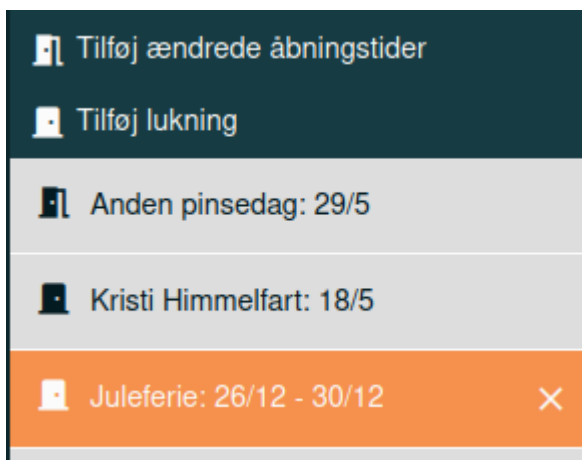 Tilføj ændrede åbningstider
Tilføj lukning
Anden pinsedag: 29/5
Kristi Himmelfart: 18/5
Juleferie: 26/12 - 30/12